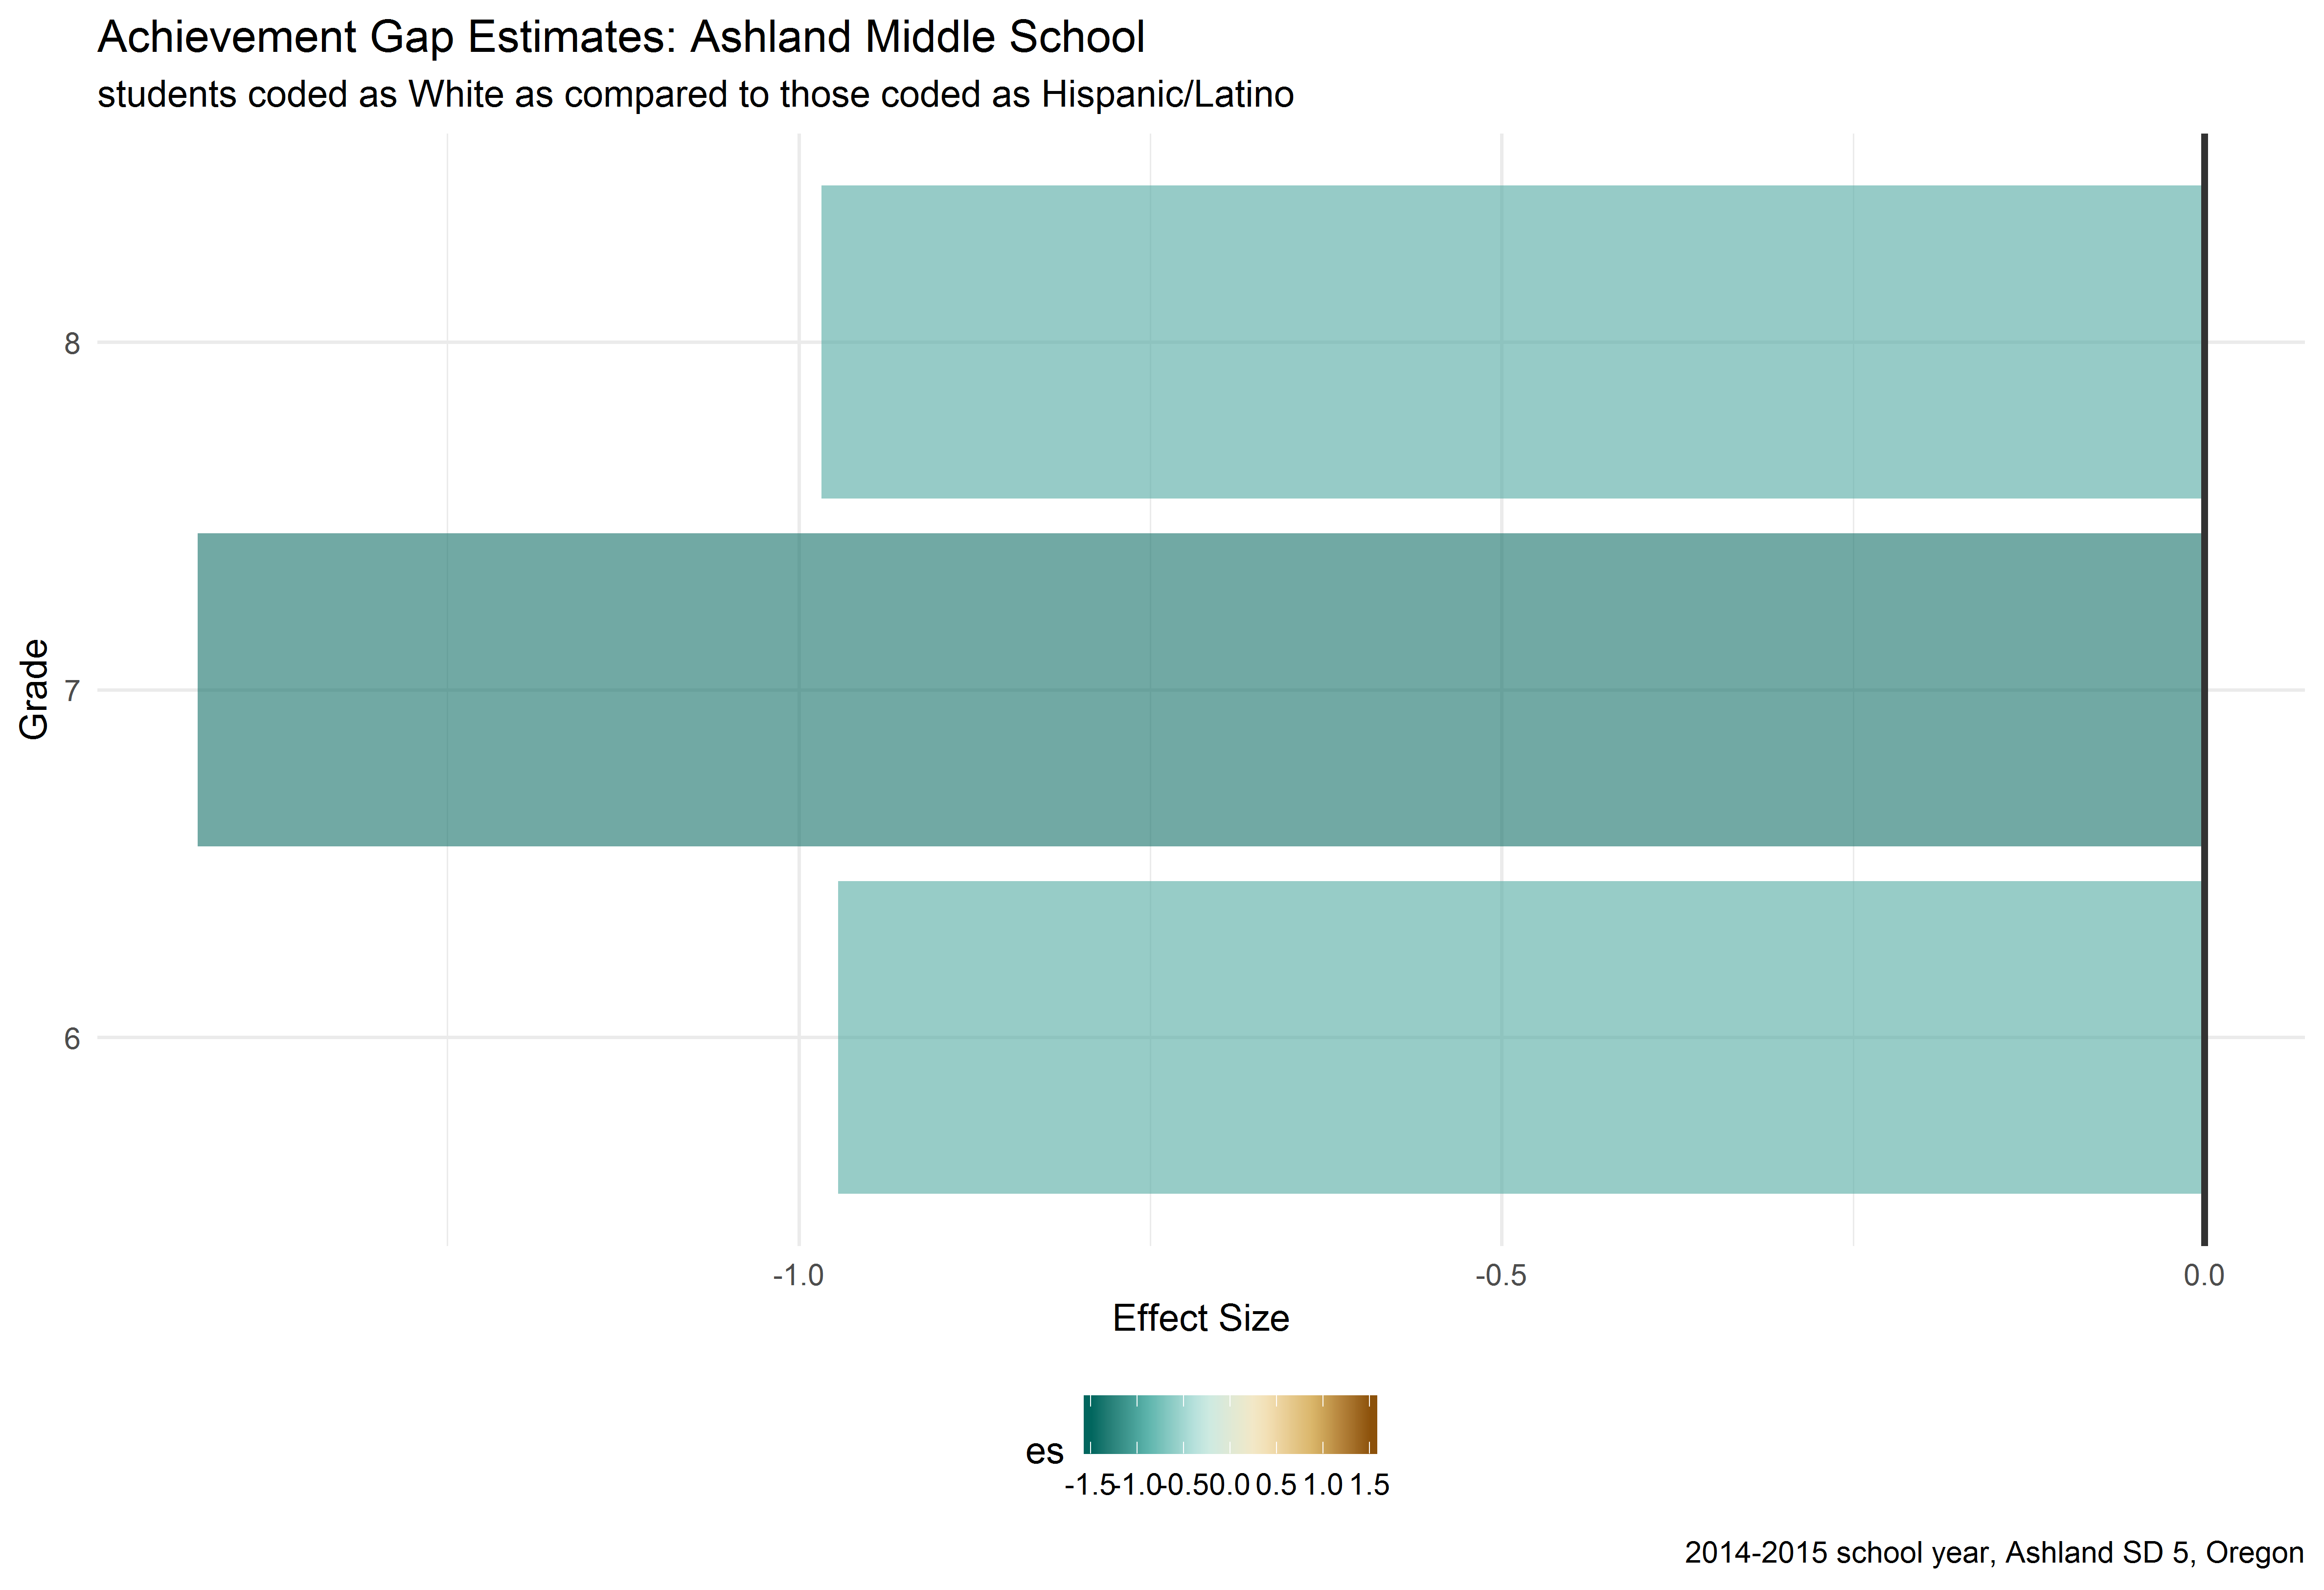 Achievement Gap Estimates: Ashland Middle School
students coded as White as compared to those coded as Hispanic/Latino
8
7
6
Grade
-1.0 -0.5 0.0
Effect Size
es
-1.5 -1.0 -0.5 0.0 0.5 1.0 1.5
2014-2015 school year, Ashland SD 5, Oregon